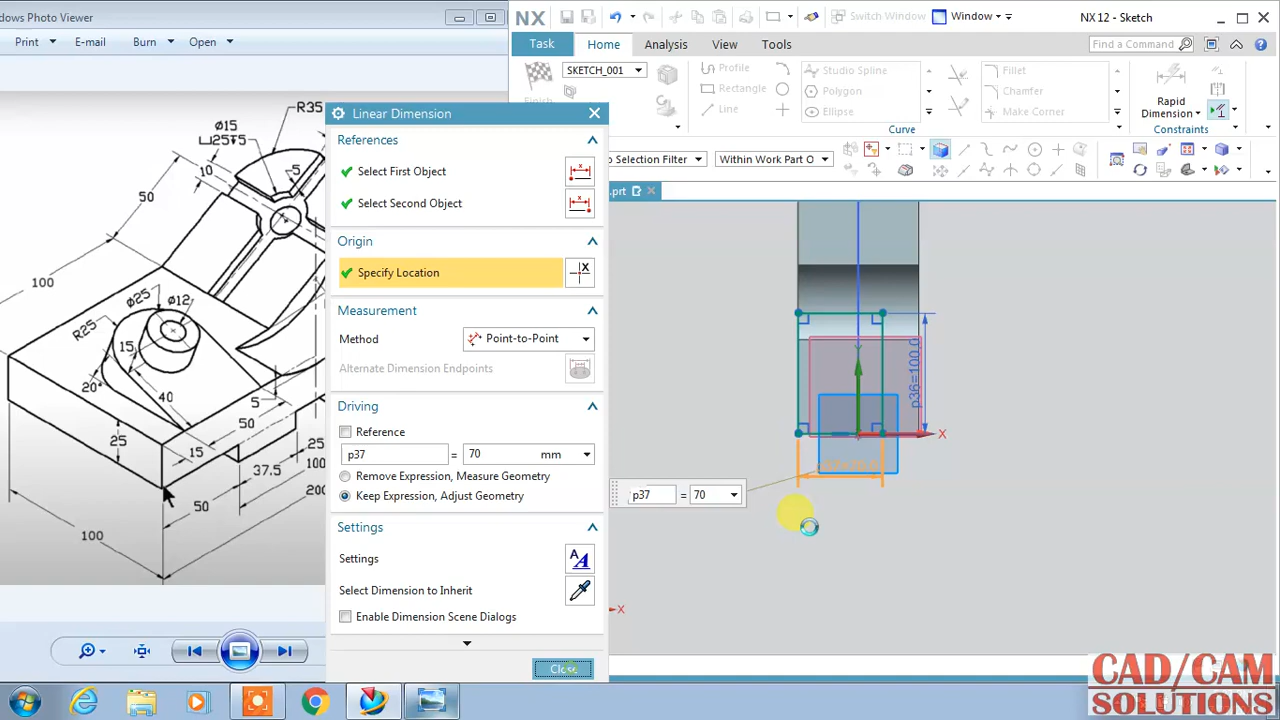 dows Photo Viewer
Print
E-mail
Burn
Open
NX
Switch Window
Window
NX 12 - Sketch
Task
Home
Analysis
View
Tools
Find a Command
SKETCH_001
Finish
Profile
Rectangle
Line
Studio Spline
Polygon
Ellipse
Fillet
Chamfer
Make Corner
Rapid
Dimension
Curve
Constraints
o Selection Filter
Within Work Part O
.prt
Linear Dimension
References
Select First Object
Select Second Object
Origin
Specify Location
Measurement
Method
Point-to-Point
Alternate Dimension Endpoints
Driving
Reference
p37
=
70
mm
Remove Expression, Measure Geometry
Keep Expression, Adjust Geometry
Settings
Settings
A
A
Select Dimension to Inherit
Enable Dimension Scene Dialogs
Close
R35
ø15
⌴25↧5
10
5
50
100
ø25
ø12
R25
15
20°
40
5
50
25
15
25
37.5
100
50
200
100
p36=100.0
X
p37
=
70
X
CAD/CAM
SOLUTIONS